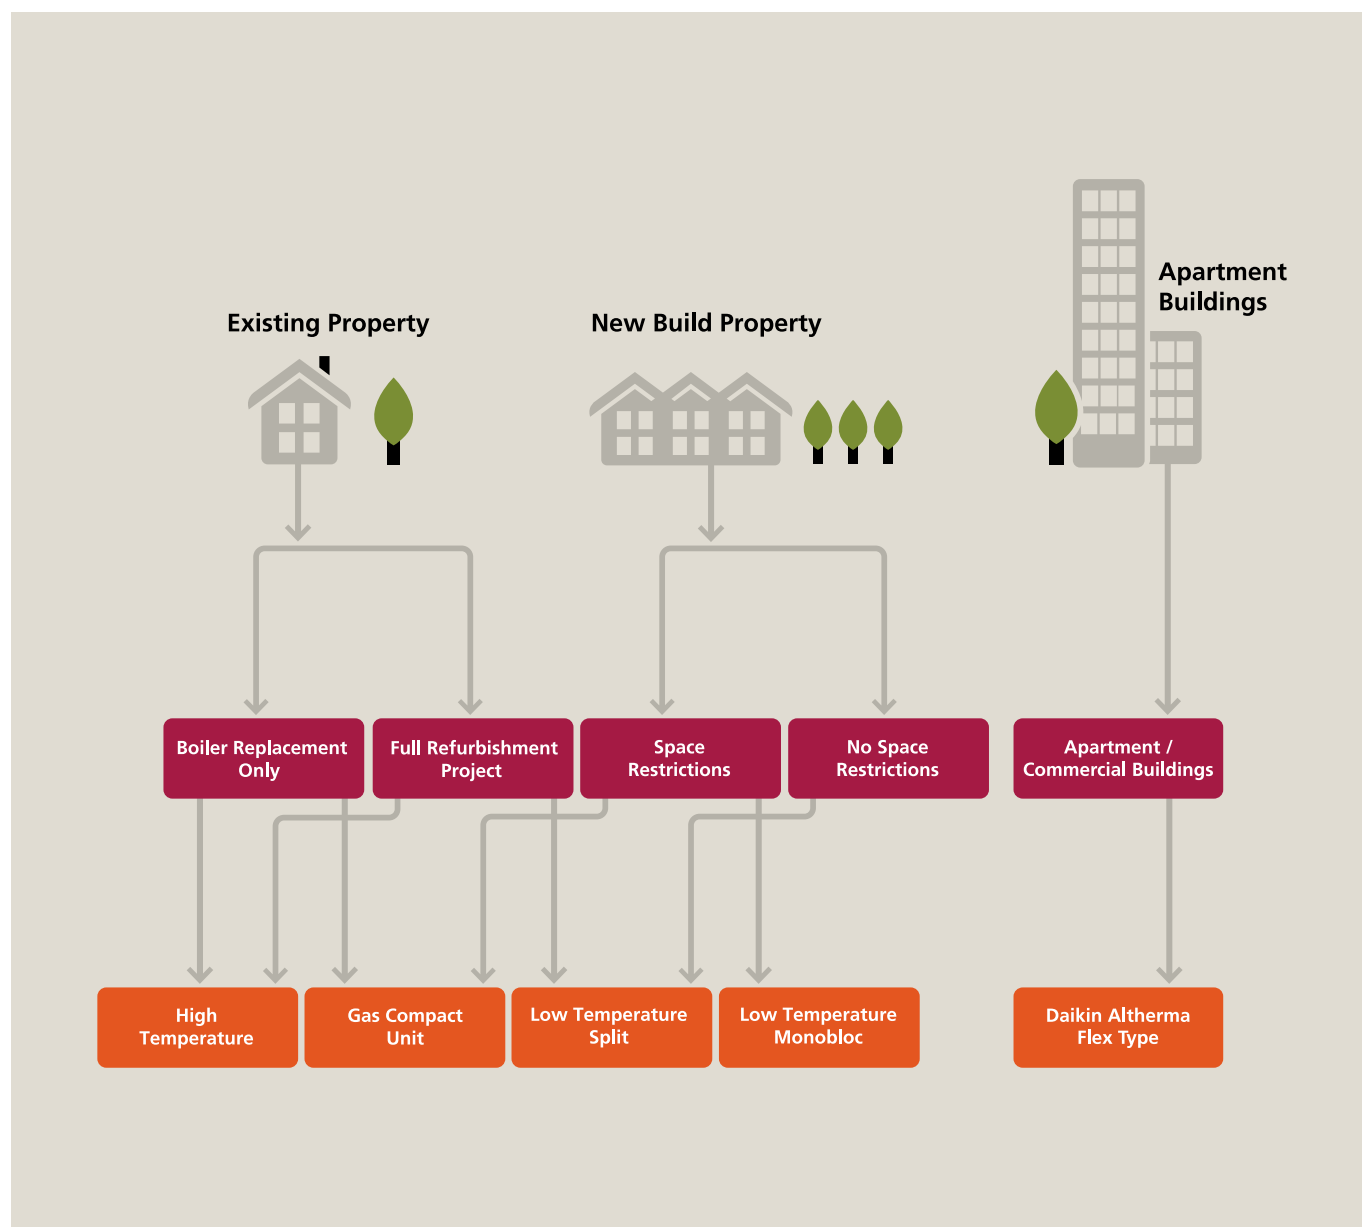 Apartment
Buildings
Existing Property
New Build Property
Boiler Replacement
Only
Full Refurbishment
Project
Space
Restrictions
No Space
Restrictions
Apartment /
Commercial Buildings
High
Temperature
Gas Compact
Unit
Low Temperature
Split
Low Temperature
Monobloc
Daikin Altherma
Flex Type